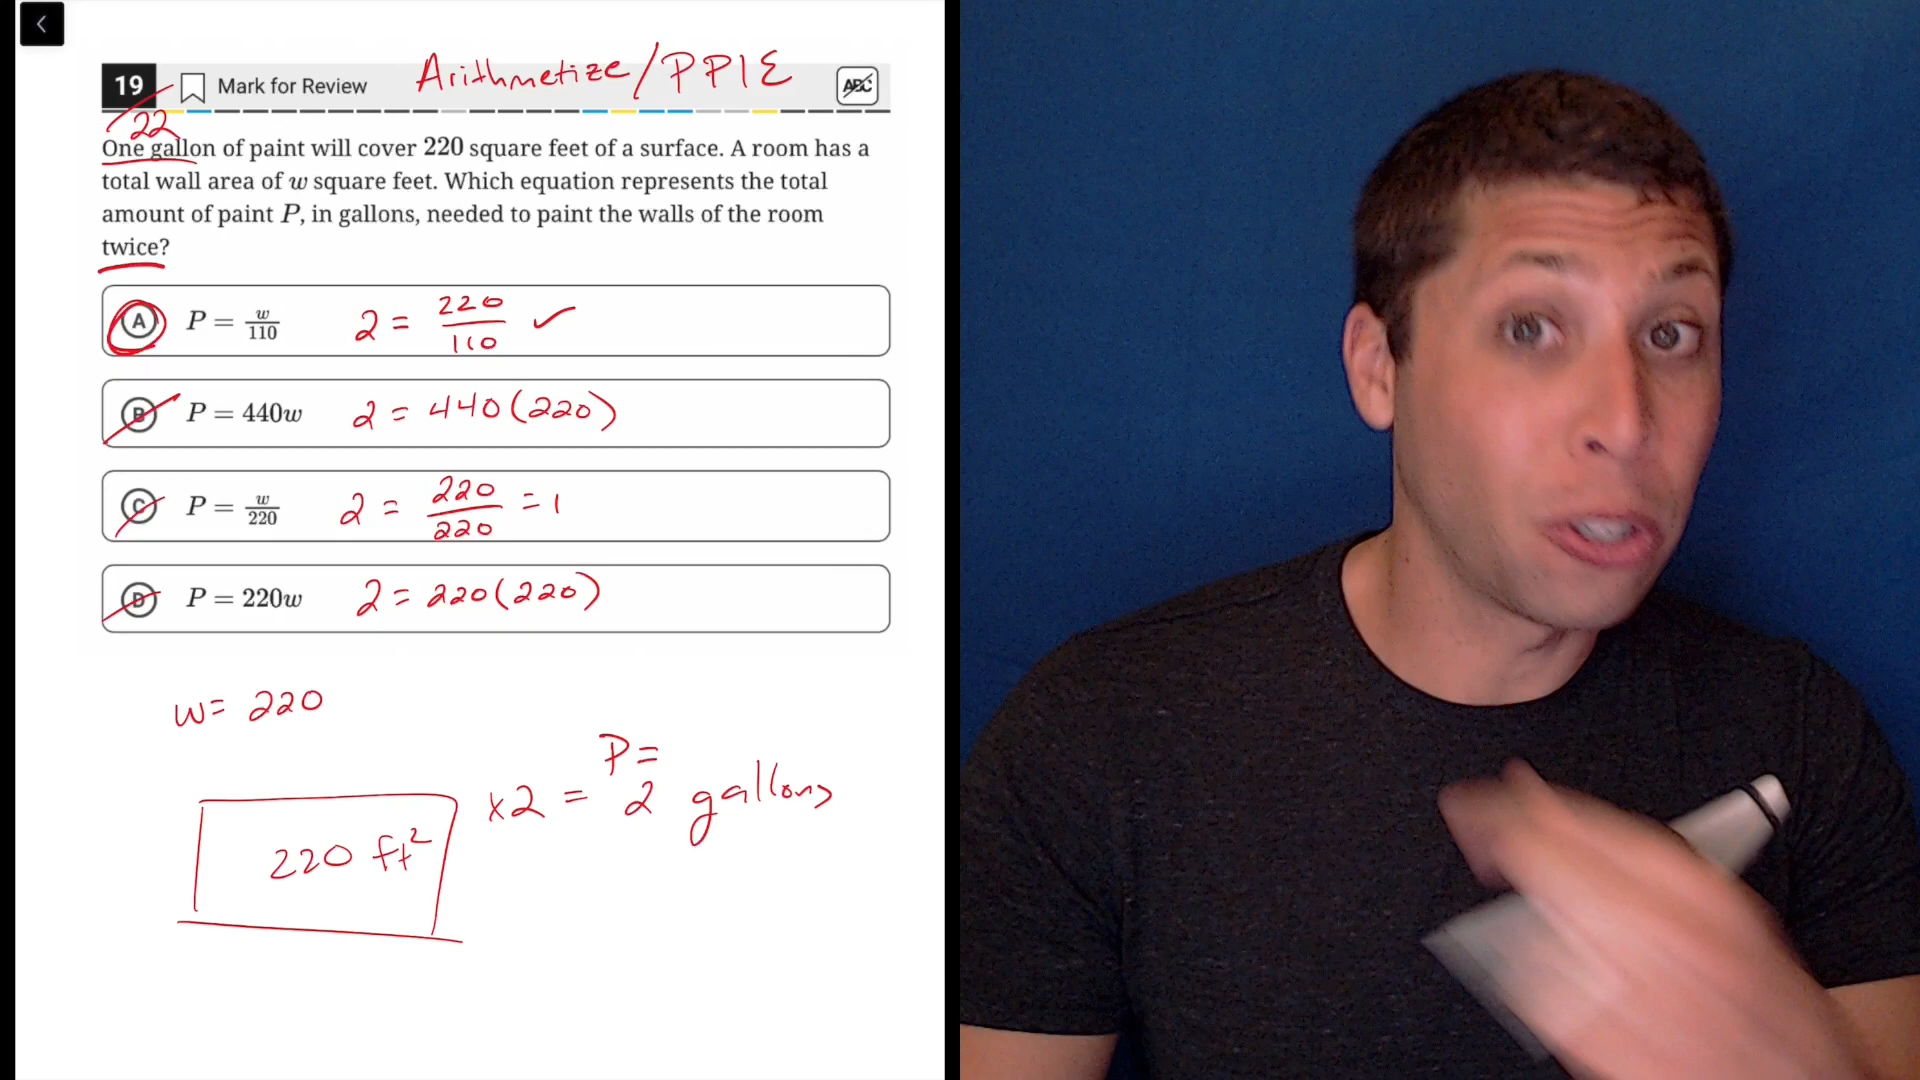 19 Mark for Review Arithmetize/PPIE ABC
22
One gallon of paint will cover 220 square feet of a surface. A room has a
total wall area of w square feet. Which equation represents the total
amount of paint P, in gallons, needed to paint the walls of the room
twice?
A P = w/110 2 = 220/110 ✓
B P = 440w 2 = 440(220)
C P = w/220 2 = 220/220 = 1
D P = 220w 2 = 220(220)
w = 220
P =
220 ft² x2 = 2 gallons